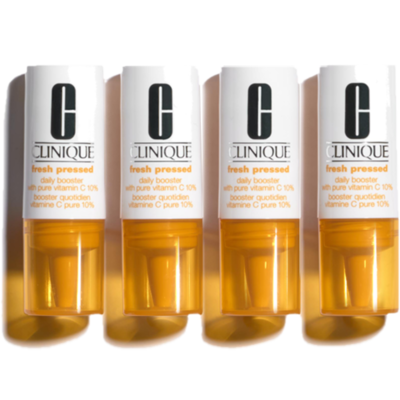 C
CLINIQUE
fresh pressed
daily booster
with pure vitamin C 10%
booster quotidien
vitamine C pure 10%
C
CLINIQUE
fresh pressed
daily booster
with pure vitamin C 10%
booster quotidien
vitamine C pure 10%
C
CLINIQUE
fresh pressed
daily booster
with pure vitamin C 10%
booster quotidien
vitamine C pure 10%
C
CLINIQUE
fresh pressed
daily booster
with pure vitamin C 10%
booster quotidien
vitamine C pure 10%